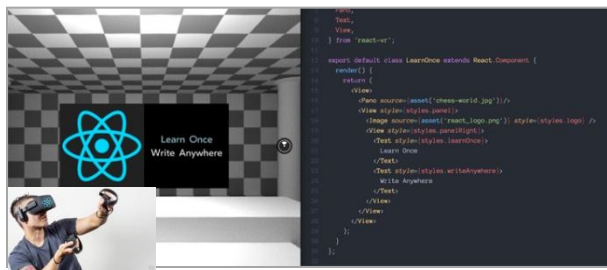 Learn Once
Write Anywhere
Pano,
Text,
View,
} from 'react-vr';
export default class LearnOnce extends React.Component {
render() {
return (
<View>
<Pano source={asset('chess-world.jpg')}/>
<View style={styles.panel}>
<Image source={asset('react_logo.png')} style={styles.logo} />
<View style={styles.panelRight}>
<Text style={styles.learnOnce}>
Learn Once
</Text>
<Text style={styles.writeAnywhere}>
Write Anywhere
</Text>
</View>
</View>
</View>
);
}
};